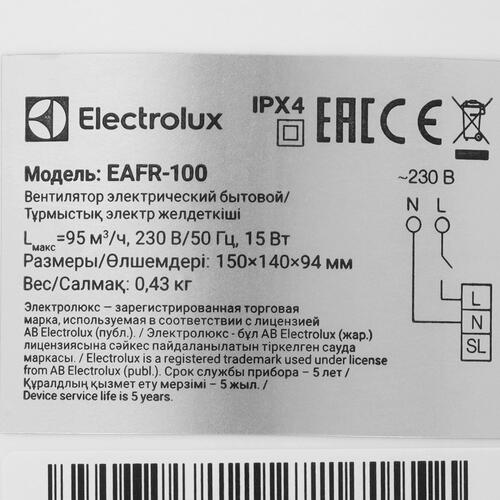 Electrolux
IPX4 EAC CE
Модель: EAFR-100
Вентилятор электрический бытовой/
Тұрмыстық электр желдеткіші
Lмакс=95 м³/ч, 230 В/50 Гц, 15 Вт
Размеры/Өлшемдері: 150×140×94 мм
Вес/Салмақ: 0,43 кг
Электролюкс – зарегистрированная торговая
марка, используемая в соответствии с лицензией
AB Electrolux (публ.). / Электролюкс - бұл AB Electrolux (жар.)
лицензиясына сәйкес пайдаланылатын тіркелген сауда
маркасы. / Electrolux is a registered trademark used under license
from AB Electrolux (publ.). Срок службы прибора – 5 лет /
Құралдың қызмет ету мерзімі – 5 жыл. /
Device service life is 5 years.
~230 В
N L
L
N
SL